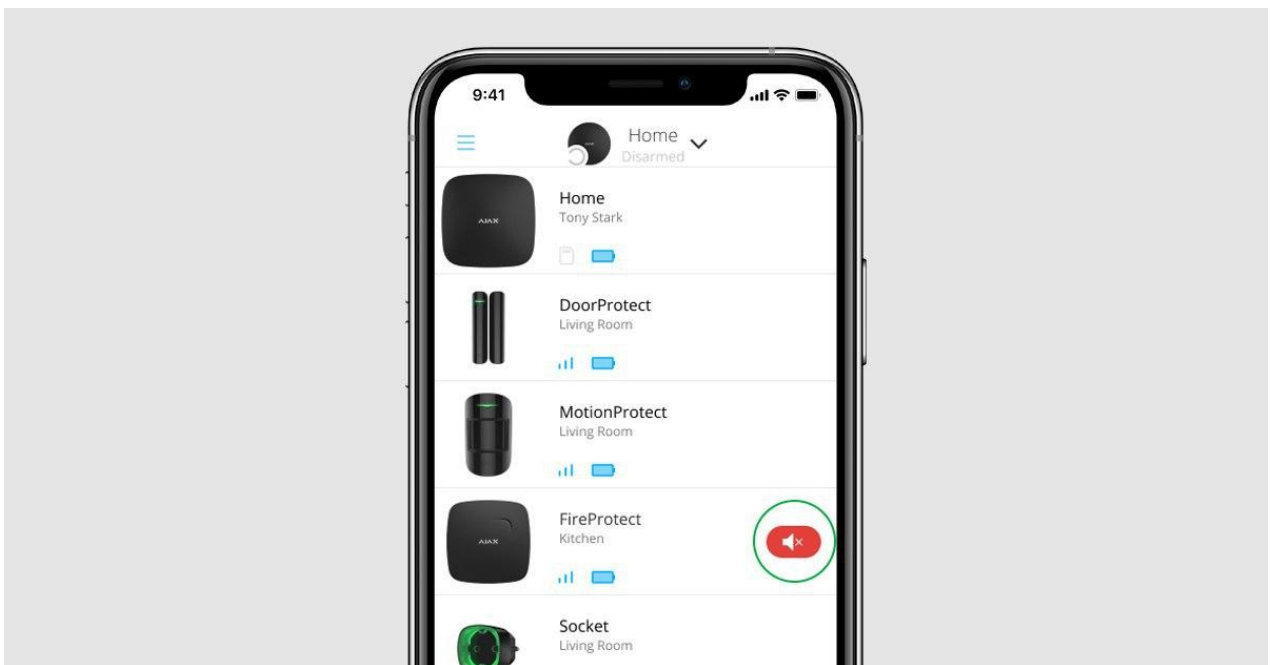 9:41
Home
Disarmed
AJAX
Home
Tony Stark
DoorProtect
Living Room
MotionProtect
Living Room
AJAX
FireProtect
Kitchen
Socket
Living Room